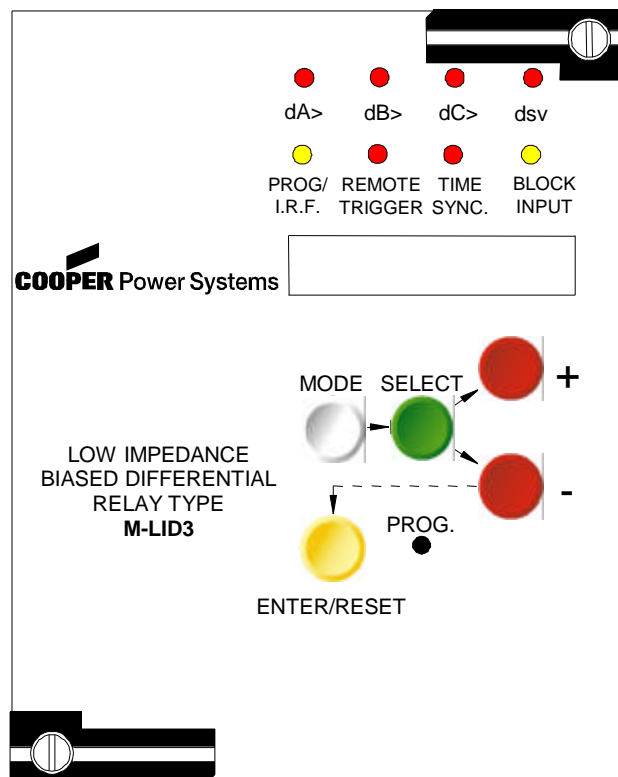 dA> dB> dC> dsv
PROG/ REMOTE TIME BLOCK
I.R.F. TRIGGER SYNC. INPUT
COOPER Power Systems
MODE SELECT
+
LOW IMPEDANCE
BIASED DIFFERENTIAL
RELAY TYPE
M-LID3
-
PROG.
ENTER/RESET